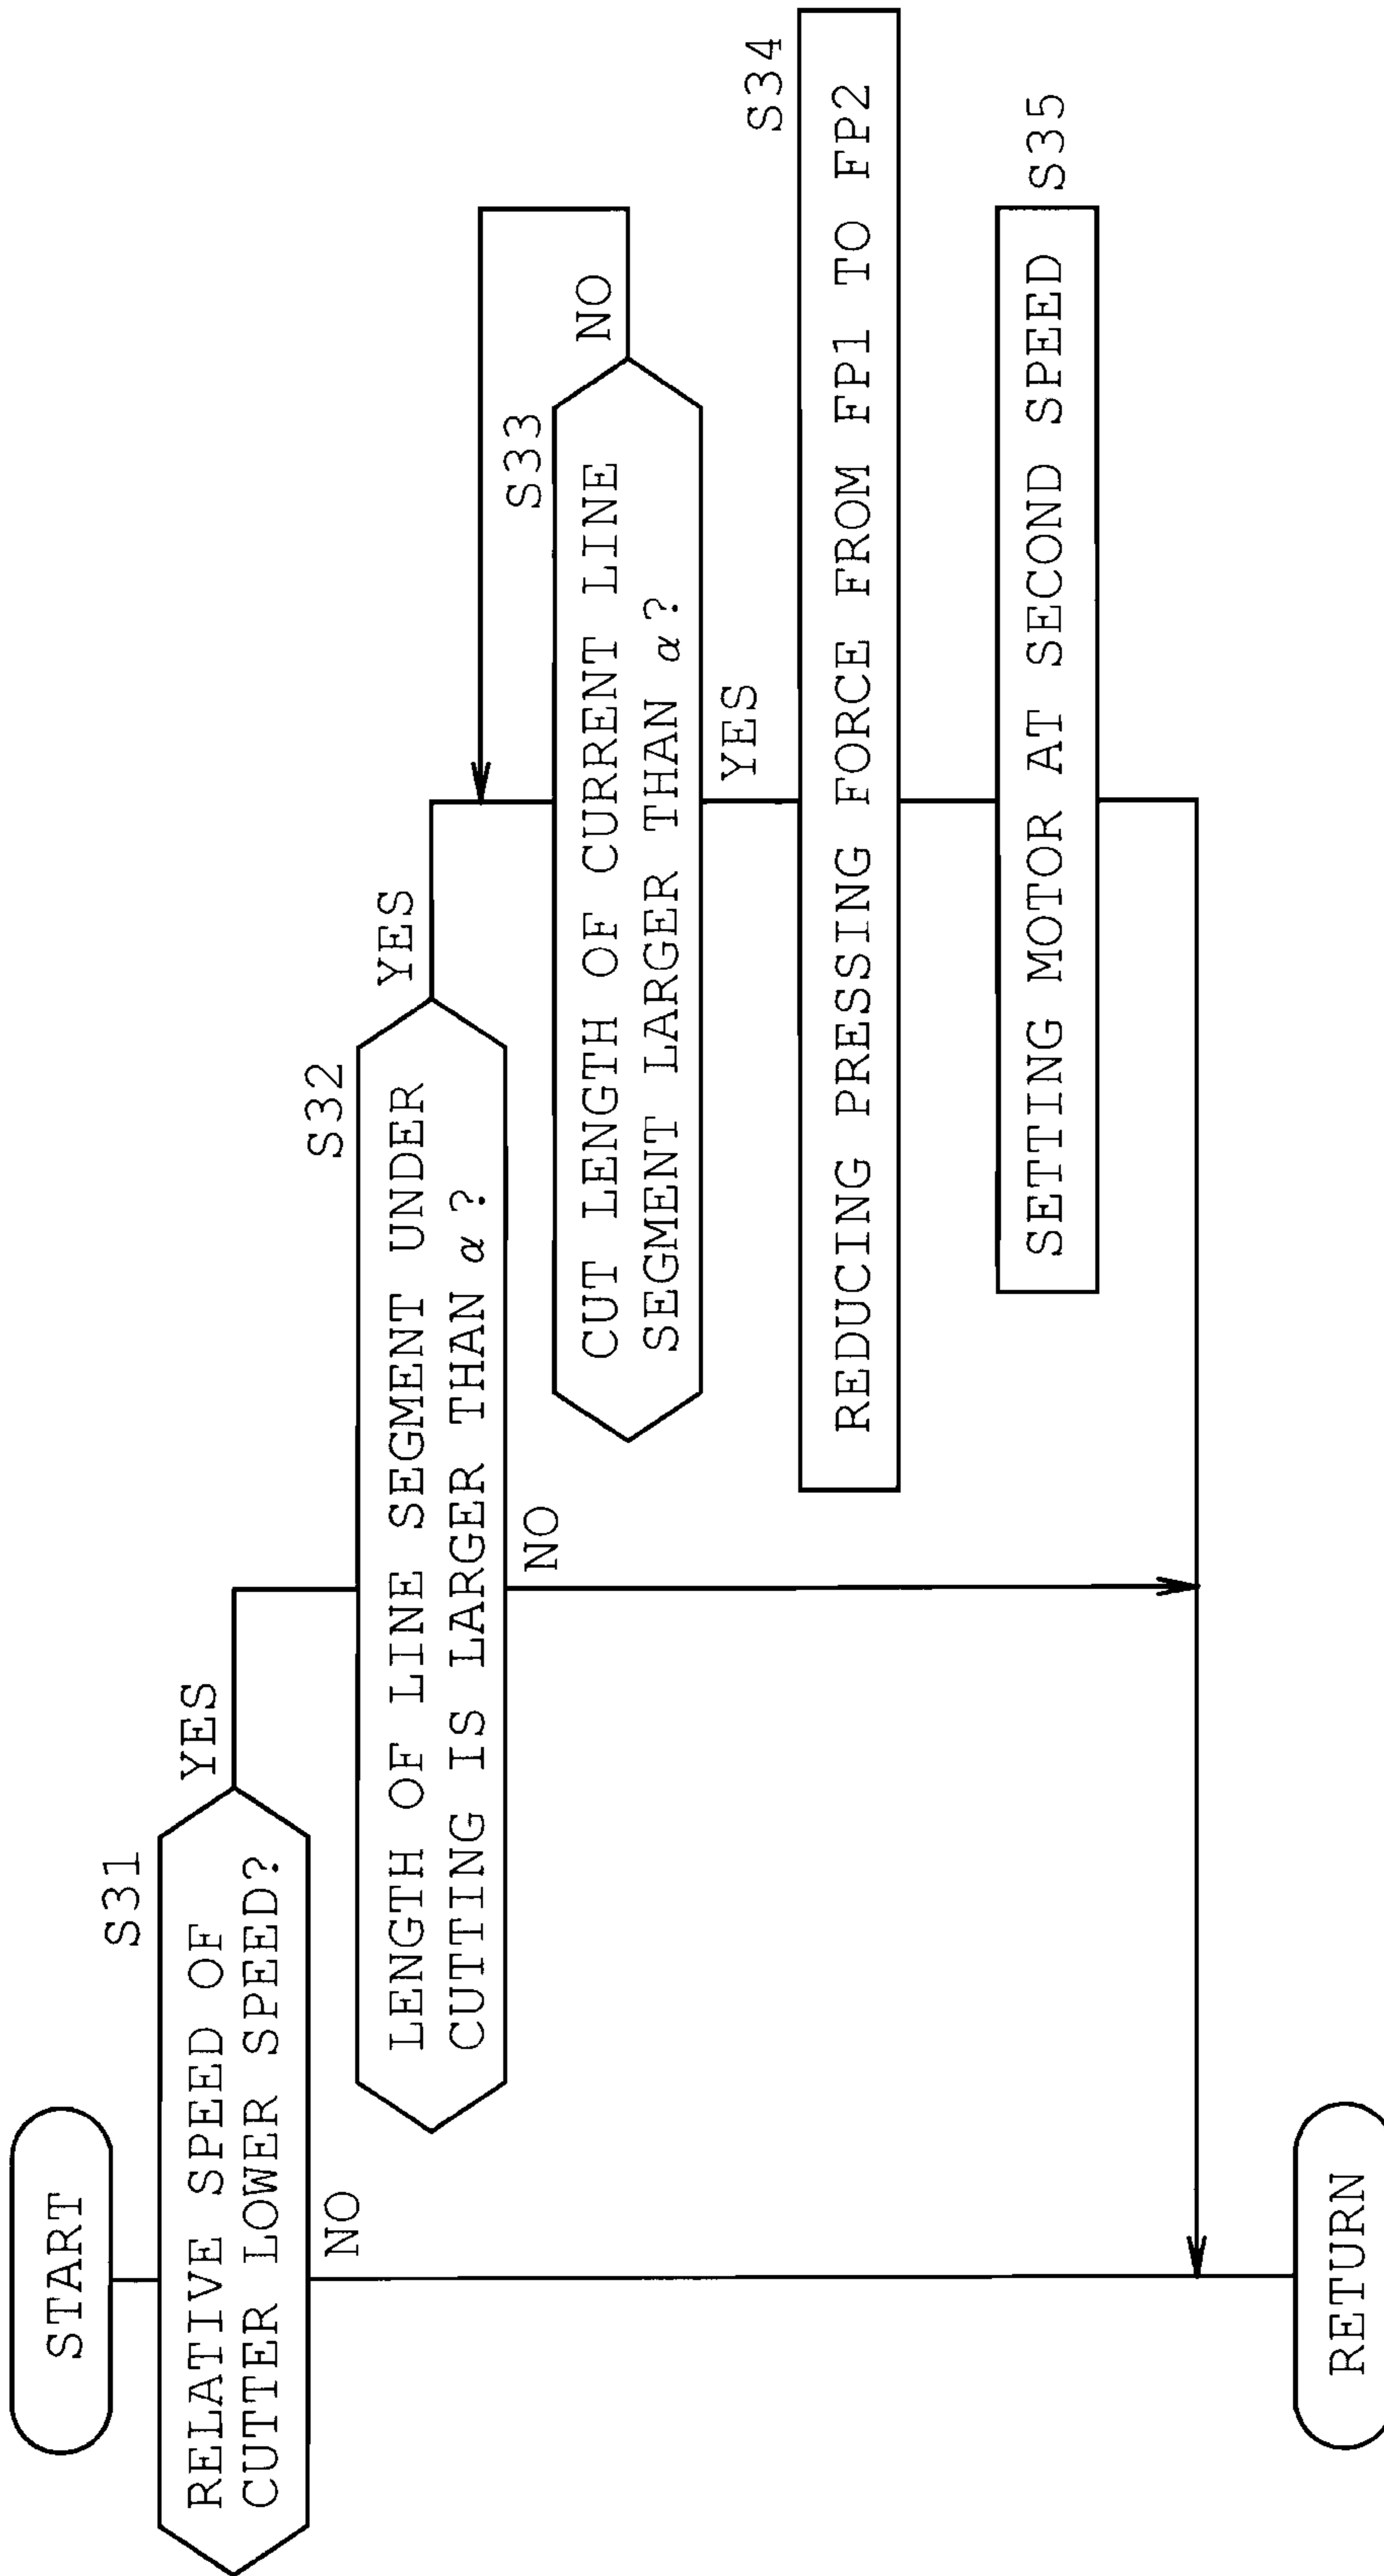 START
S31
RELATIVE SPEED OF
CUTTER LOWER SPEED?
YES
NO
S32
LENGTH OF LINE SEGMENT UNDER
CUTTING IS LARGER THAN α?
YES
NO
S33
CUT LENGTH OF CURRENT LINE
SEGMENT LARGER THAN α?
NO
YES
S34
REDUCING PRESSING FORCE FROM FP1 TO FP2
SETTING MOTOR AT SECOND SPEED
S35
RETURN